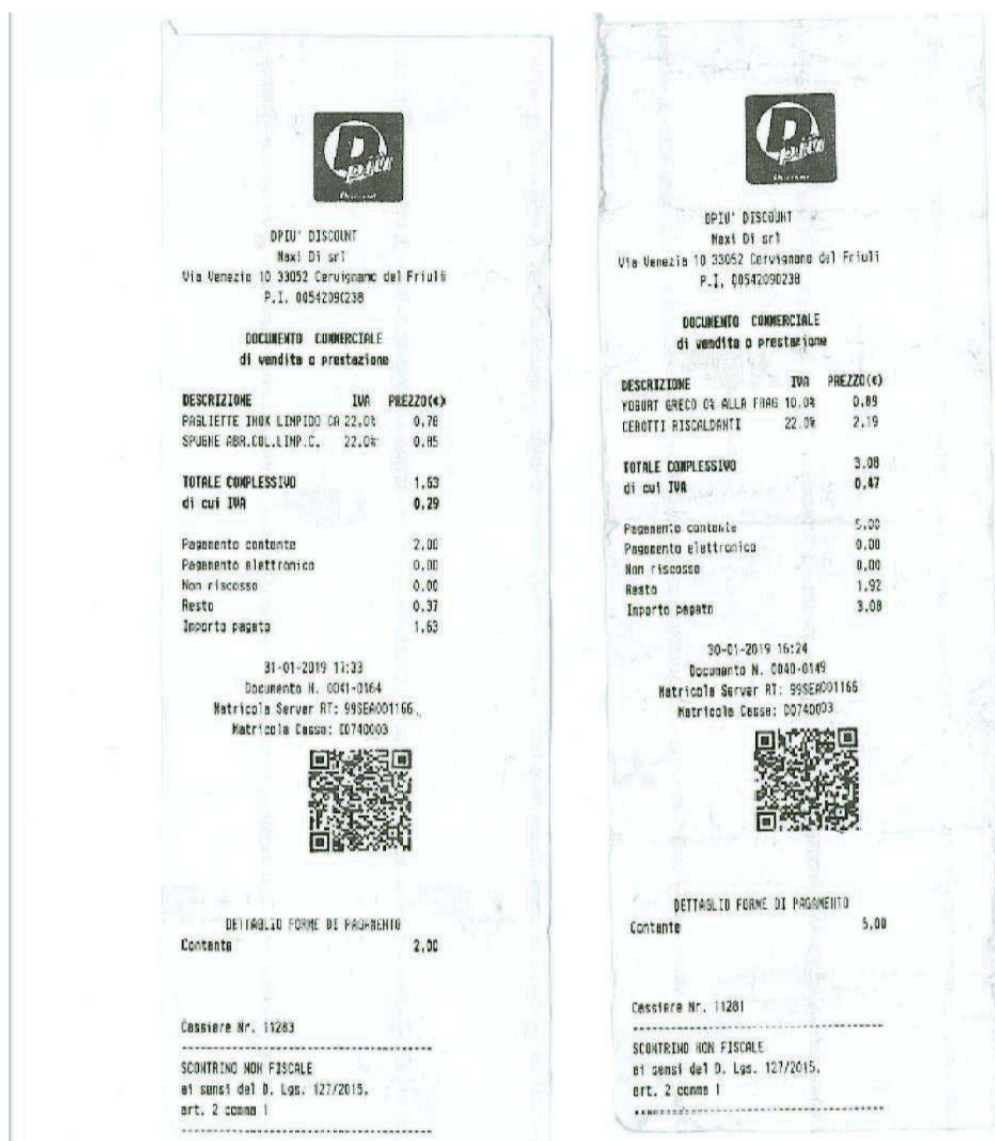 Dpiù
DPIU' DISCOUNT
Maxi Di srl
Via Venezia 10 33052 Cervignano del Friuli
P.I. 00542090238
DOCUMENTO COMMERCIALE
di vendita o prestazione
DESCRIZIONE IVA PREZZO(€)
PAGLIETTE INOX LIMPIDO CA 22.0% 0,78
SPUGNE ABR.COL.LIMP.C. 22.0% 0,85
TOTALE COMPLESSIVO 1,63
di cui IVA 0,29
Pagamento contante 2,00
Pagamento elettronico 0,00
Non riscosso 0,00
Resto 0,37
Importo pagato 1,63
31-01-2019 17:33
Documento N. 0041-0164
Matricola Server RT: 99SEA001166
Matricola Cassa: D0740003
DETTAGLIO FORME DI PAGAMENTO
Contante 2,00
Cassiere Nr. 11283
SCONTRINO NON FISCALE
ai sensi del D. Lgs. 127/2015,
art. 2 comma 1
Dpiù
DPIU' DISCOUNT
Maxi Di srl
Via Venezia 10 33052 Cervignano del Friuli
P.I. 00542090238
DOCUMENTO COMMERCIALE
di vendita o prestazione
DESCRIZIONE IVA PREZZO(€)
YOGURT GRECO 0% ALLA FRAG 10.0% 0,89
CEROTTI RISCALDANTI 22.0% 2,19
TOTALE COMPLESSIVO 3,08
di cui IVA 0,47
Pagamento contante 5,00
Pagamento elettronico 0,00
Non riscosso 0,00
Resto 1,92
Importo pagato 3,08
30-01-2019 16:24
Documento N. 0040-0149
Matricola Server RT: 99SEA001166
Matricola Cassa: D0740003
DETTAGLIO FORME DI PAGAMENTO
Contante 5,00
Cassiere Nr. 11281
SCONTRINO NON FISCALE
ai sensi del D. Lgs. 127/2015,
art. 2 comma 1